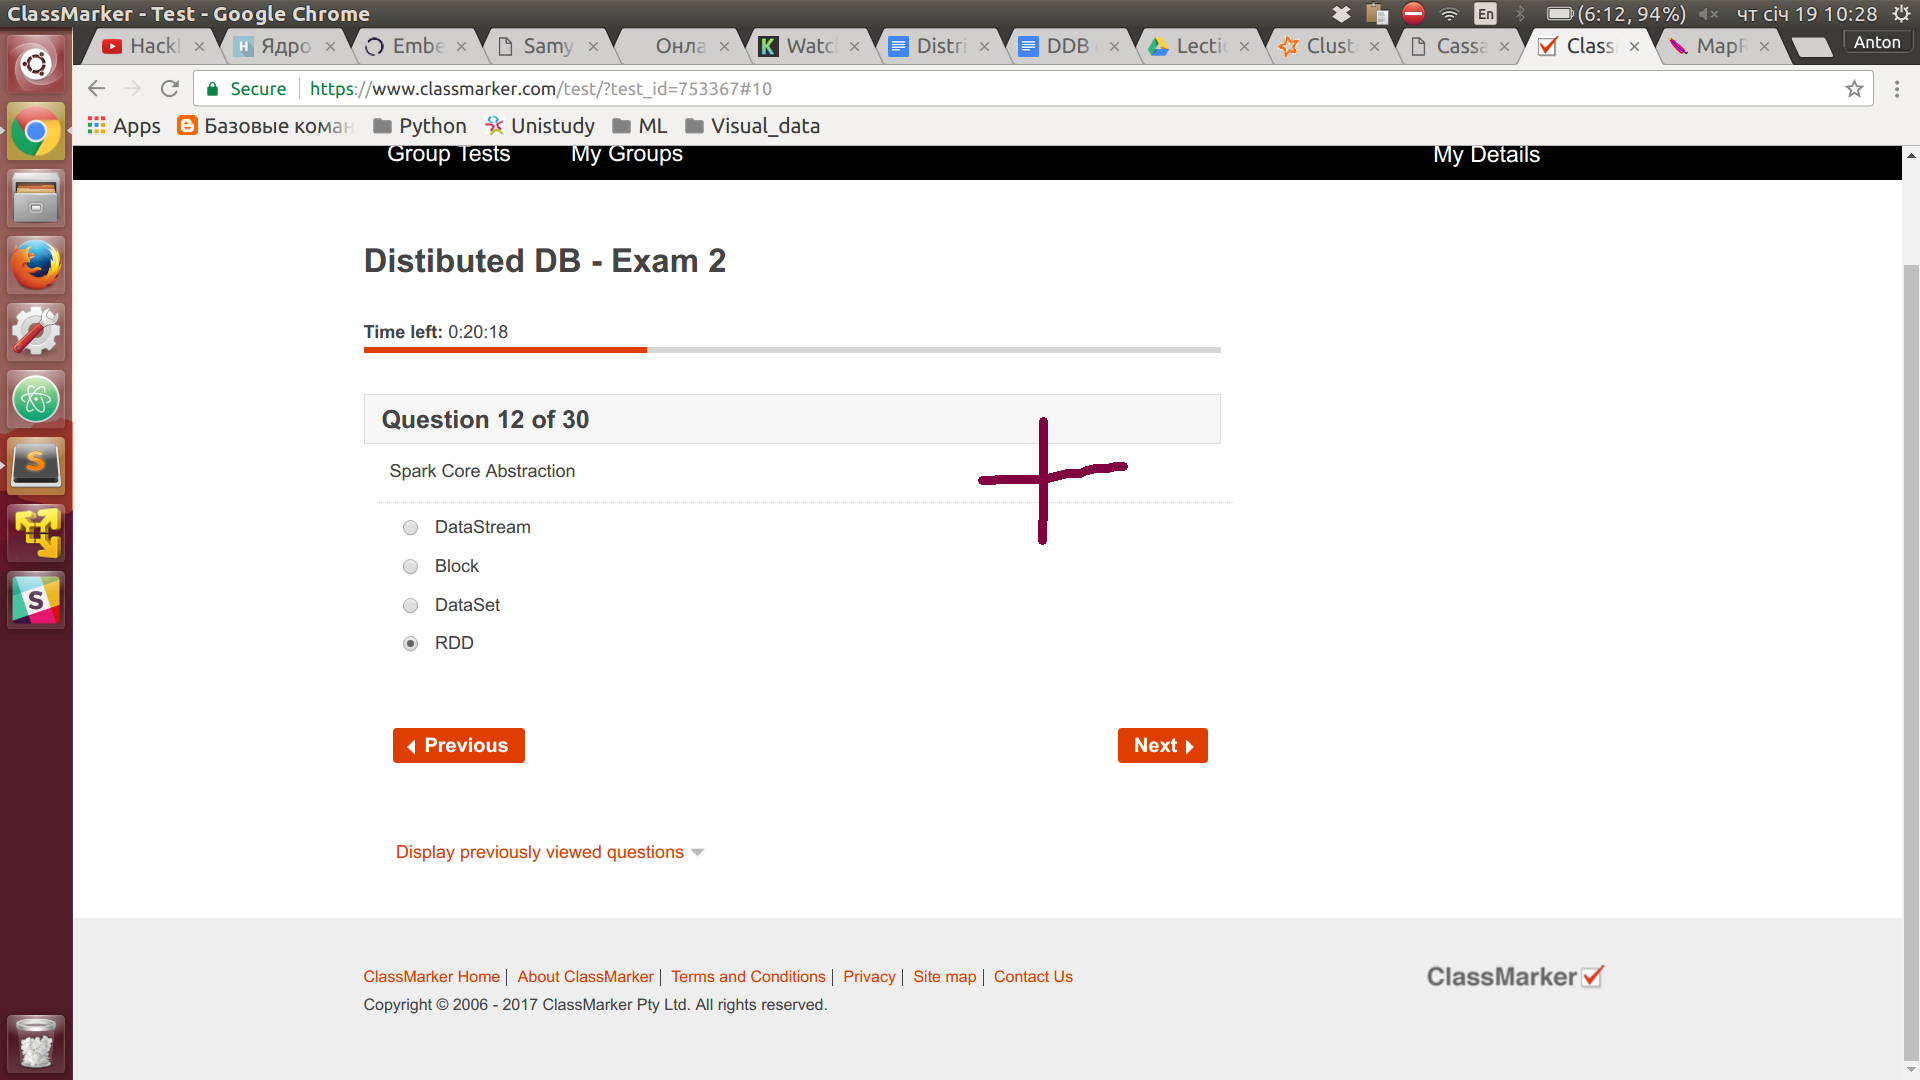 ClassMarker - Test - Google Chrome
En (6:12, 94%) чт січ 19 10:28
Hack
Ядро
Embe
Samy
Онла
Watc
Distri
DDB
Lecti
Clust
Cassa
Class
MapR
Anton
Secure https://www.classmarker.com/test/?test_id=753367#10
Apps Базовые коман Python Unistudy ML Visual_data
Group Tests My Groups My Details
Distibuted DB - Exam 2
Time left: 0:20:18
Question 12 of 30
Spark Core Abstraction
DataStream
Block
DataSet
RDD
Previous Next
Display previously viewed questions
ClassMarker Home | About ClassMarker | Terms and Conditions | Privacy | Site map | Contact Us
ClassMarker
Copyright © 2006 - 2017 ClassMarker Pty Ltd. All rights reserved.